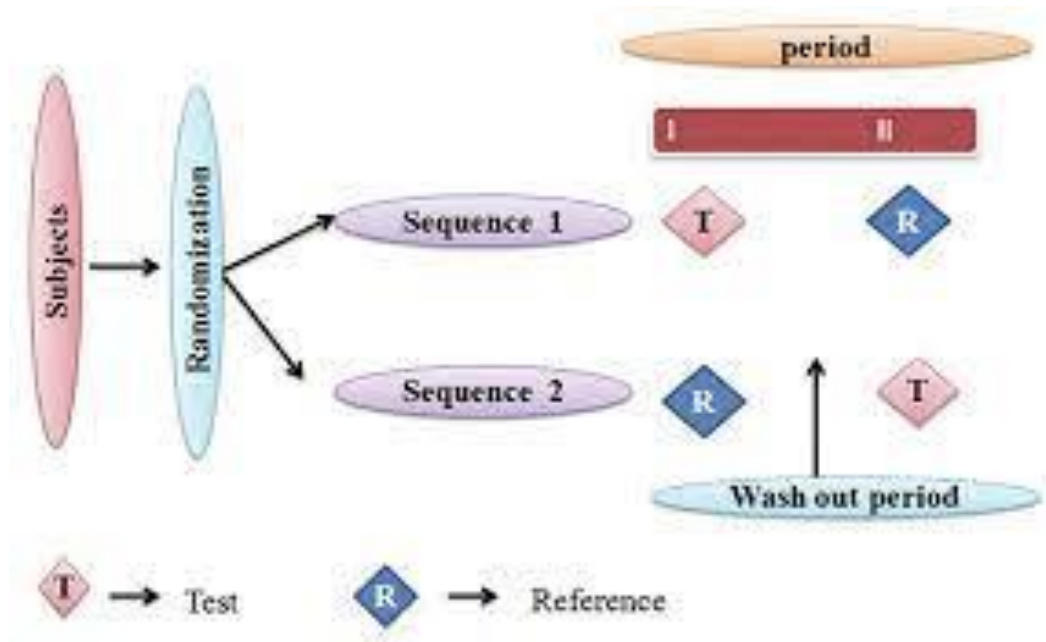 period
I II
Subjects
Randomization
Sequence 1
T R
Sequence 2
R T
Wash out period
T Test R Reference